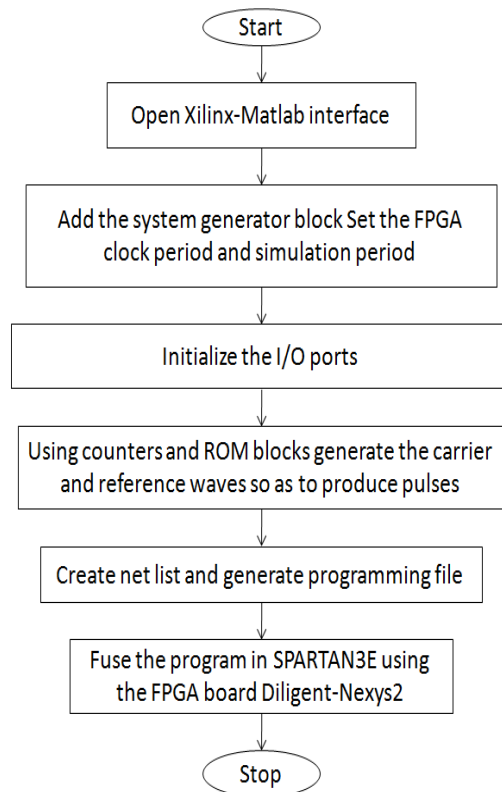 Start
Open Xilinx-Matlab interface
Add the system generator block Set the FPGA
clock period and simulation period
Initialize the I/O ports
Using counters and ROM blocks generate the carrier
and reference waves so as to produce pulses
Create net list and generate programming file
Fuse the program in SPARTAN3E using
the FPGA board Diligent-Nexys2
Stop